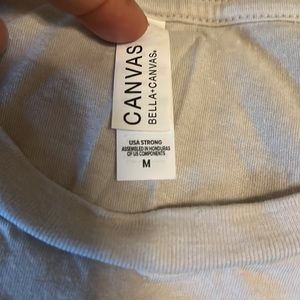 CANVAS
BELLA+CANVAS®
USA STRONG
ASSEMBLED IN HONDURAS
OF US COMPONENTS
M